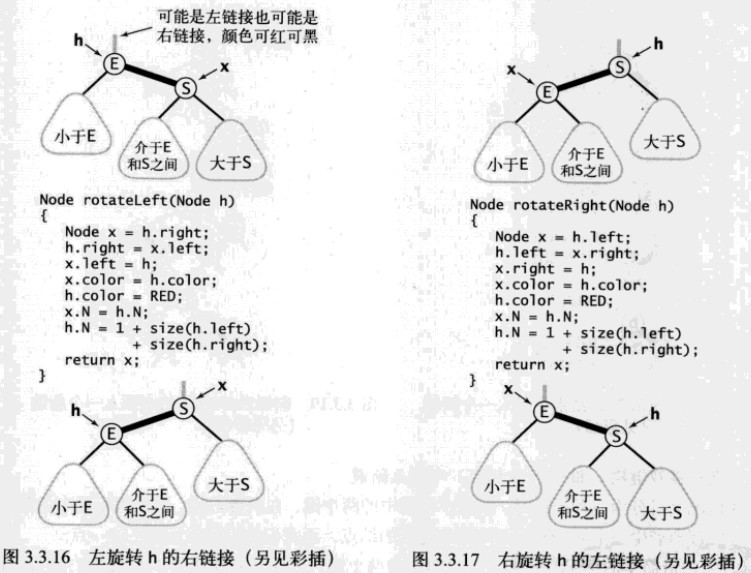 可能是左链接也可能是
右链接，颜色可红可黑
h
E
x
S
小于E
介于E
和S之间
大于S
Node rotateLeft(Node h)
{
Node x = h.right;
h.right = x.left;
x.left = h;
x.color = h.color;
h.color = RED;
x.N = h.N;
h.N = 1 + size(h.left)
+ size(h.right);
return x;
}
x
S
h
E
小于E
介于E
和S之间
大于S
图 3.3.16 左旋转 h 的右链接（另见彩插）
h
S
x
E
小于E
介于E
和S之间
大于S
Node rotateRight(Node h)
{
Node x = h.left;
h.left = x.right;
x.right = h;
x.color = h.color;
h.color = RED;
x.N = h.N;
h.N = 1 + size(h.left)
+ size(h.right);
return x;
}
x
E
h
S
小于E
介于E
和S之间
大于S
图 3.3.17 右旋转 h 的左链接（另见彩插）